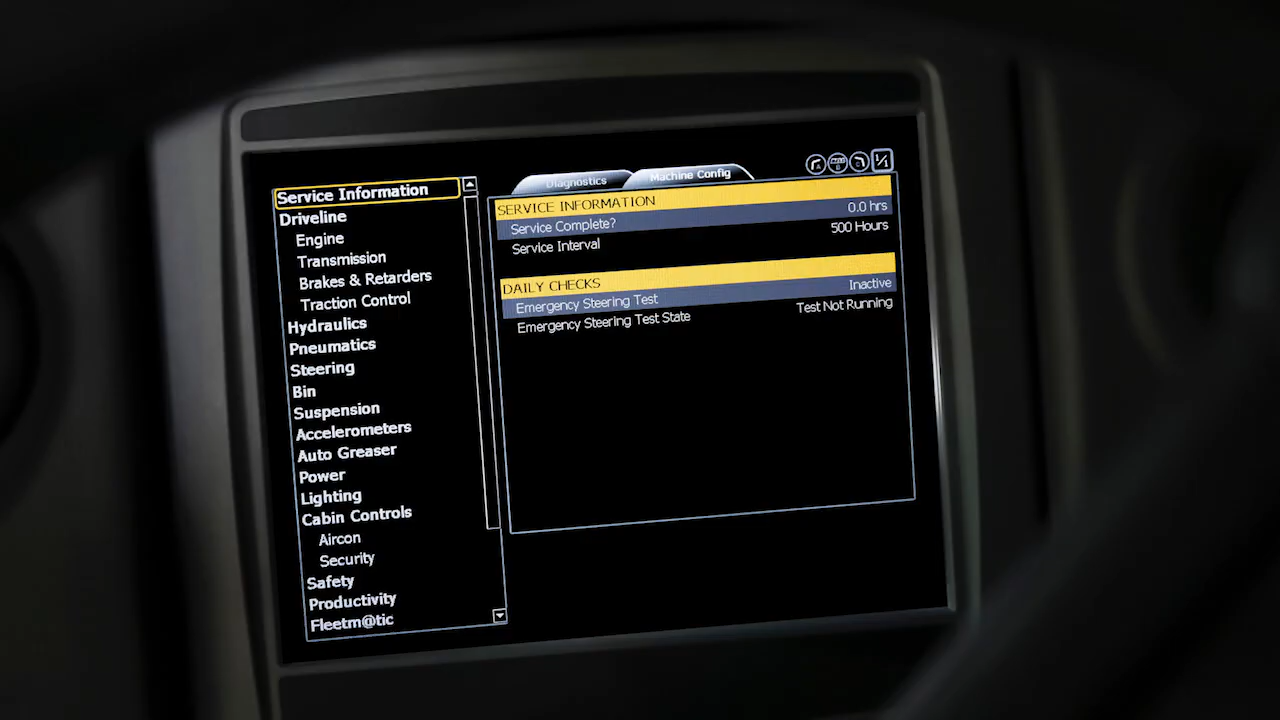 Service Information
Driveline
Engine
Transmission
Brakes & Retarders
Traction Control
Hydraulics
Pneumatics
Steering
Bin
Suspension
Accelerometers
Auto Greaser
Power
Lighting
Cabin Controls
Aircon
Security
Safety
Productivity
Fleetm@tic
Diagnostics
Machine Config
1/1
SERVICE INFORMATION
Service Complete? 0.0 hrs
Service Interval 500 Hours
DAILY CHECKS
Emergency Steering Test Inactive
Emergency Steering Test State Test Not Running